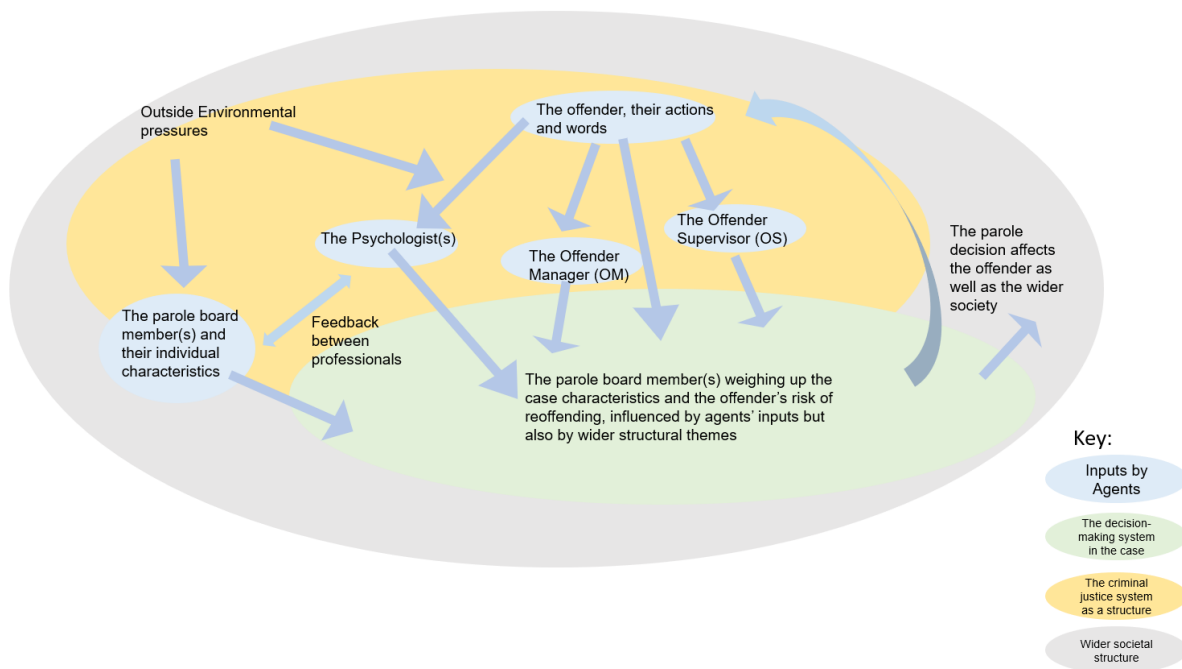 Outside Environmental
pressures
The offender, their actions
and words
The Psychologist(s)
The Offender
Manager (OM)
The Offender
Supervisor (OS)
The parole
decision affects
the offender as
well as the wider
society
The parole board
member(s) and
their individual
characteristics
Feedback
between
professionals
The parole board member(s) weighing up the
case characteristics and the offender’s risk of
reoffending, influenced by agents’ inputs but
also by wider structural themes
Key:
Inputs by
Agents
The decision-
making system
in the case
The criminal
justice system
as a structure
Wider societal
structure